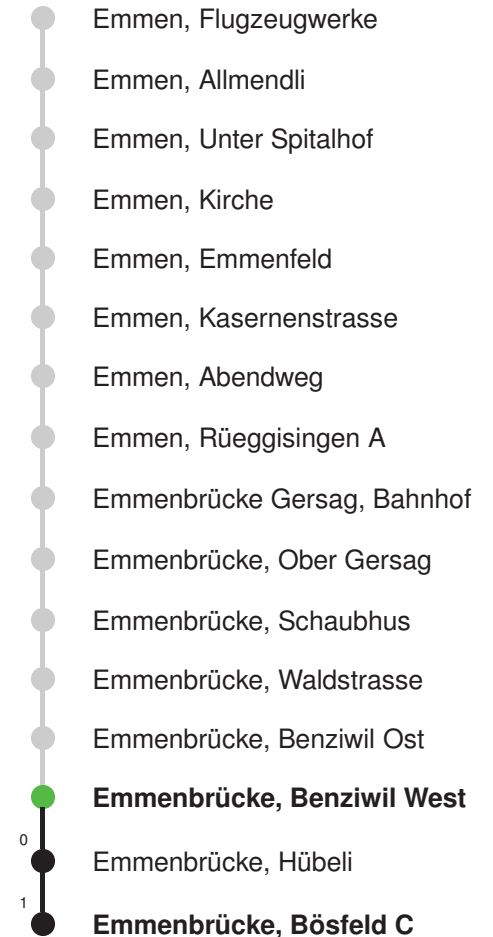 Emmen, Flugzeugwerke
Emmen, Allmendli
Emmen, Unter Spitalhof
Emmen, Kirche
Emmen, Emmenfeld
Emmen, Kasernenstrasse
Emmen, Abendweg
Emmen, Rüeggisingen A
Emmenbrücke Gersag, Bahnhof
Emmenbrücke, Ober Gersag
Emmenbrücke, Schaubhus
Emmenbrücke, Waldstrasse
Emmenbrücke, Benziwil Ost
Emmenbrücke, Benziwil West
0
Emmenbrücke, Hübeli
1
Emmenbrücke, Bösfeld C